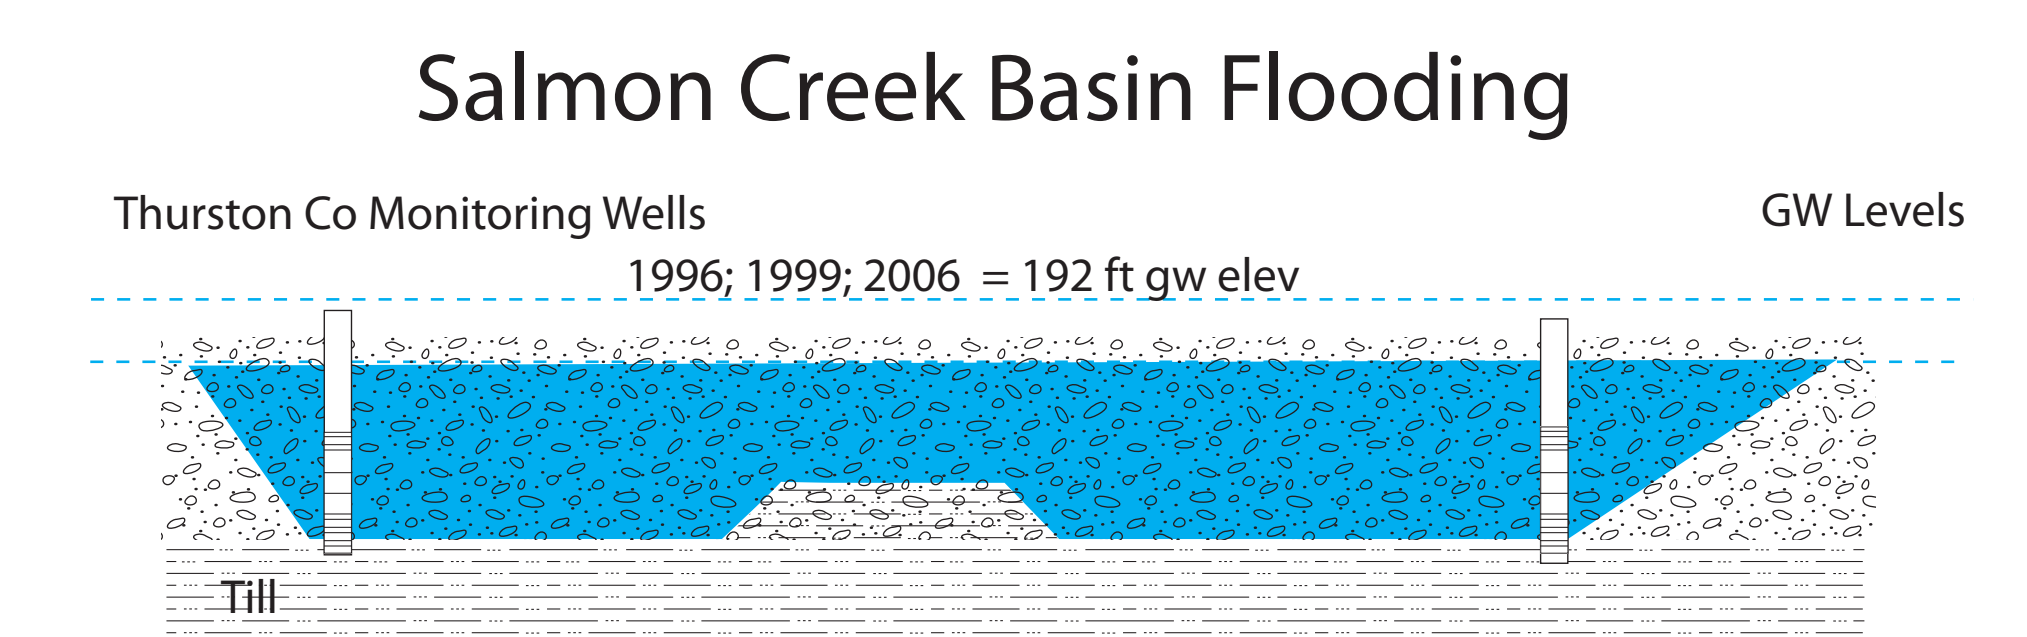 Salmon Creek Basin Flooding
Thurston Co Monitoring Wells
GW Levels
1996; 1999; 2006 = 192 ft gw elev
Till